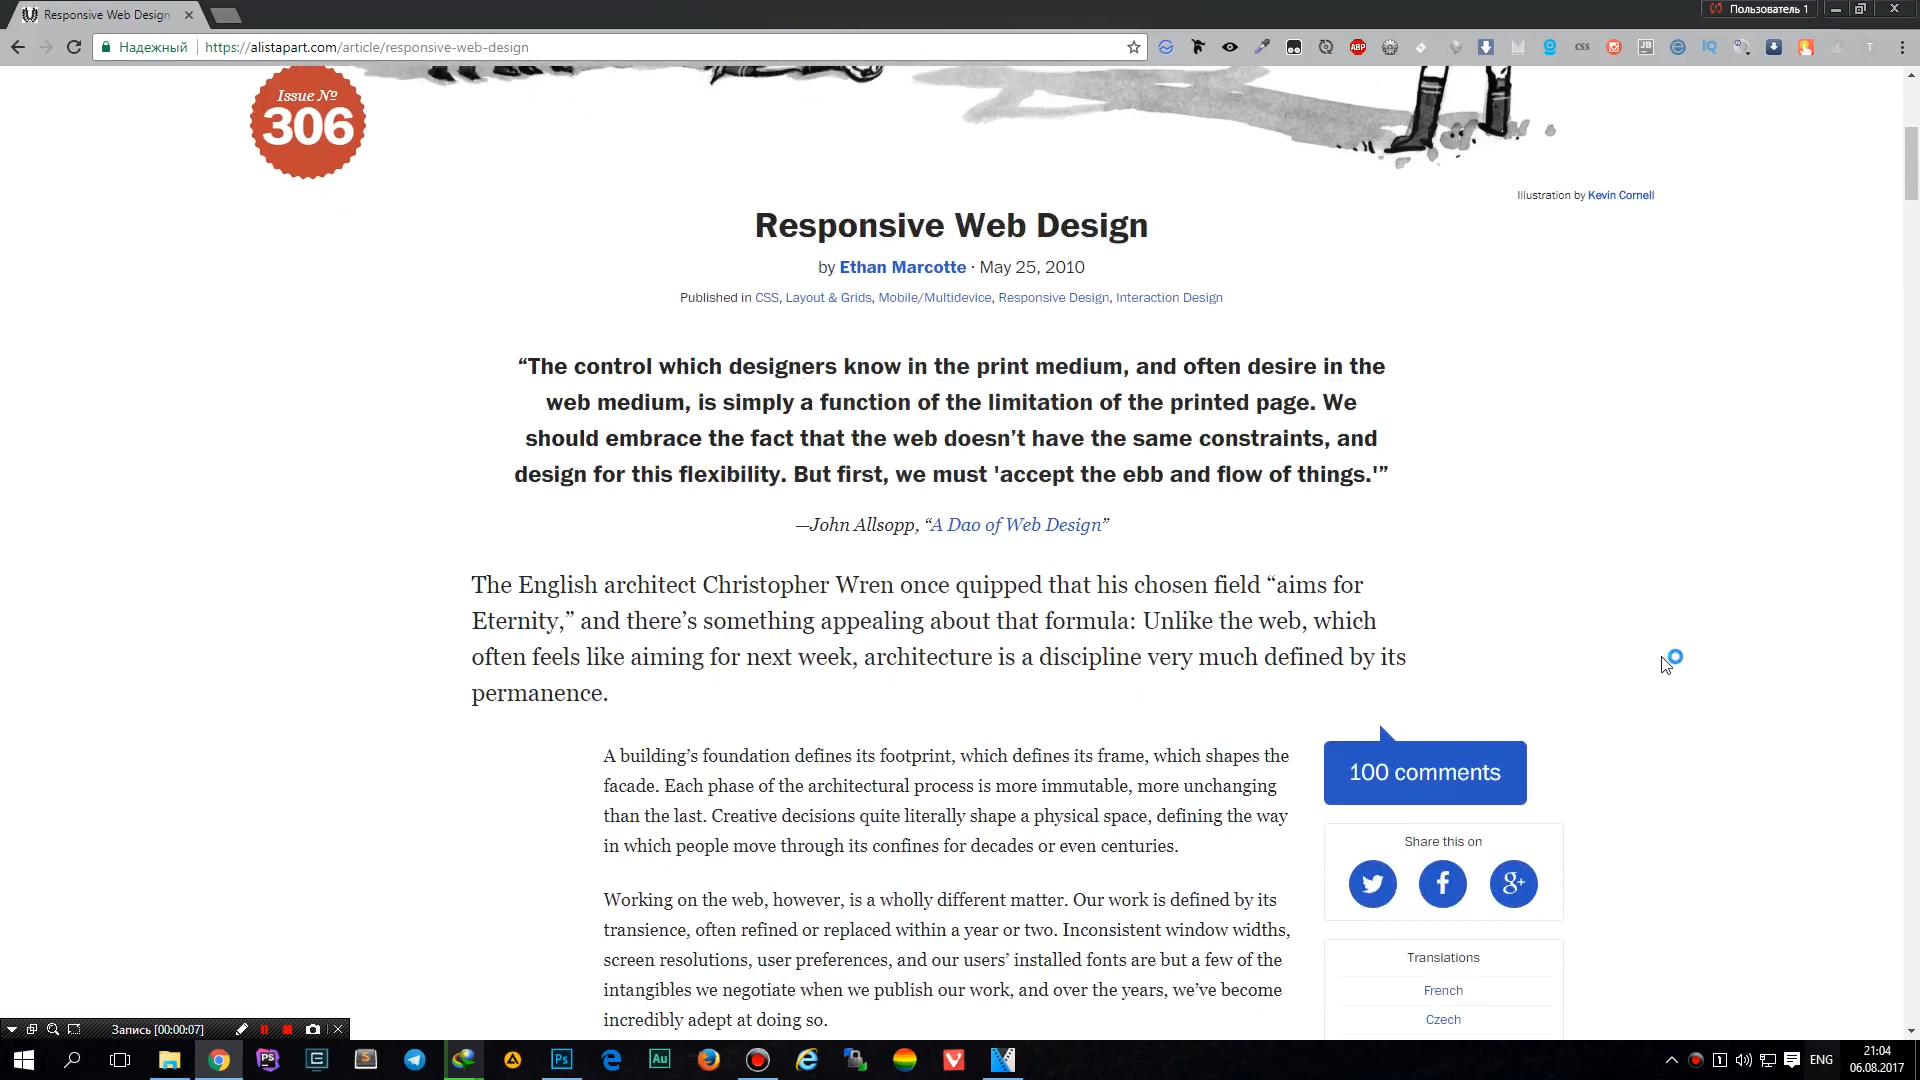 Responsive Web Design
Пользователь 1
Надежный
https://alistapart.com/article/responsive-web-design
ABP
CSS
JB
IQ
T
Issue №
306
Illustration by Kevin Cornell
Responsive Web Design
by Ethan Marcotte · May 25, 2010
Published in CSS, Layout & Grids, Mobile/Multidevice, Responsive Design, Interaction Design
“The control which designers know in the print medium, and often desire in the
web medium, is simply a function of the limitation of the printed page. We
should embrace the fact that the web doesn’t have the same constraints, and
design for this flexibility. But first, we must 'accept the ebb and flow of things.'”
—John Allsopp, “A Dao of Web Design”
The English architect Christopher Wren once quipped that his chosen field “aims for
Eternity,” and there’s something appealing about that formula: Unlike the web, which
often feels like aiming for next week, architecture is a discipline very much defined by its
permanence.
A building’s foundation defines its footprint, which defines its frame, which shapes the
facade. Each phase of the architectural process is more immutable, more unchanging
than the last. Creative decisions quite literally shape a physical space, defining the way
in which people move through its confines for decades or even centuries.
Working on the web, however, is a wholly different matter. Our work is defined by its
transience, often refined or replaced within a year or two. Inconsistent window widths,
screen resolutions, user preferences, and our users’ installed fonts are but a few of the
intangibles we negotiate when we publish our work, and over the years, we’ve become
incredibly adept at doing so.
100 comments
Share this on
g+
Translations
French
Czech
Запись [00:00:07]
PS
E
S
Ps
Au
ENG
21:04
06.08.2017